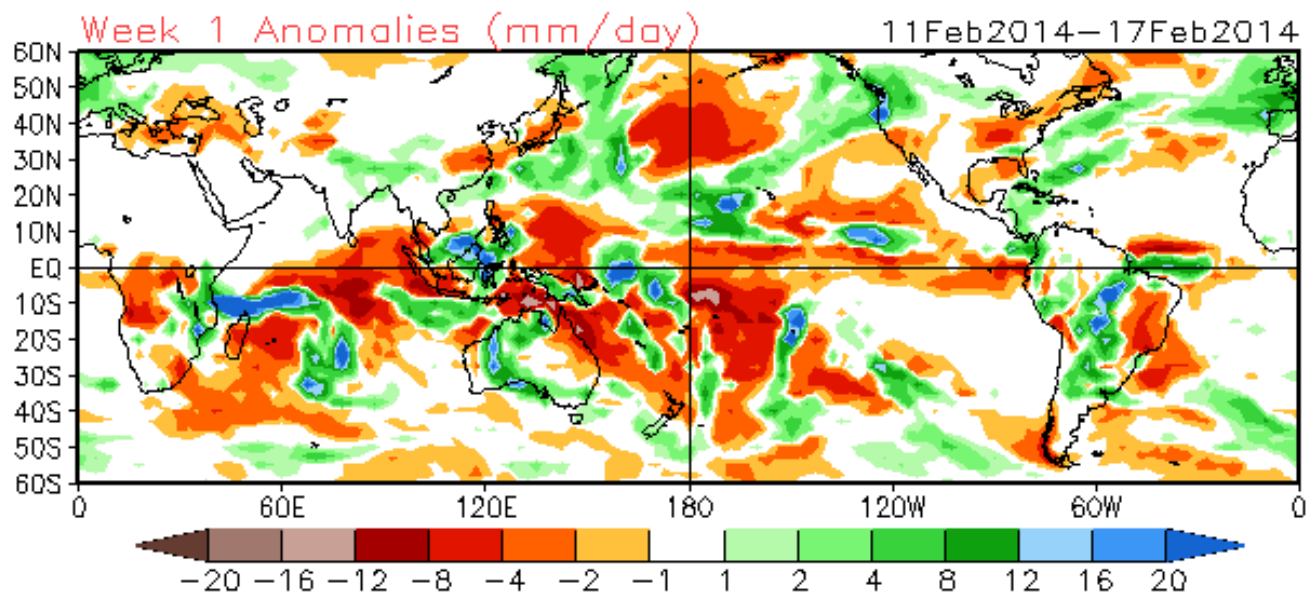 Week 1 Anomalies (mm/day) 11Feb2014−17Feb2014
60N
50N
40N
30N
20N
10N
EQ
10S
20S
30S
40S
50S
60S
0 60E 120E 180 120W 60W 0
−20 −16 −12 −8 −4 −2 −1 1 2 4 8 12 16 20